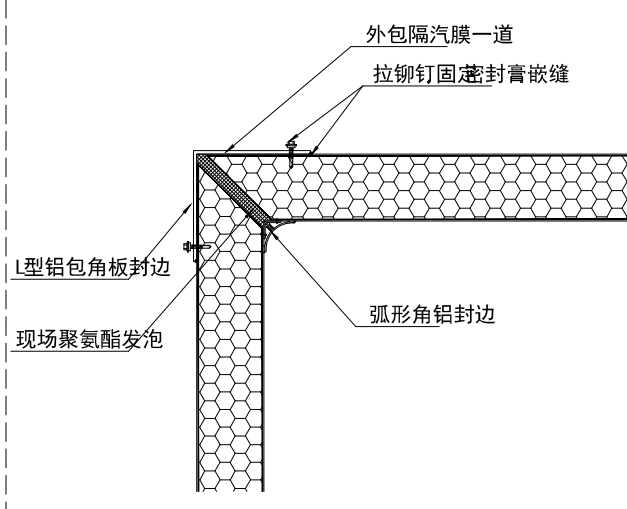 外包隔汽膜一道
拉铆钉固定密封膏嵌缝
L型铝包角板封边
弧形角铝封边
现场聚氨酯发泡